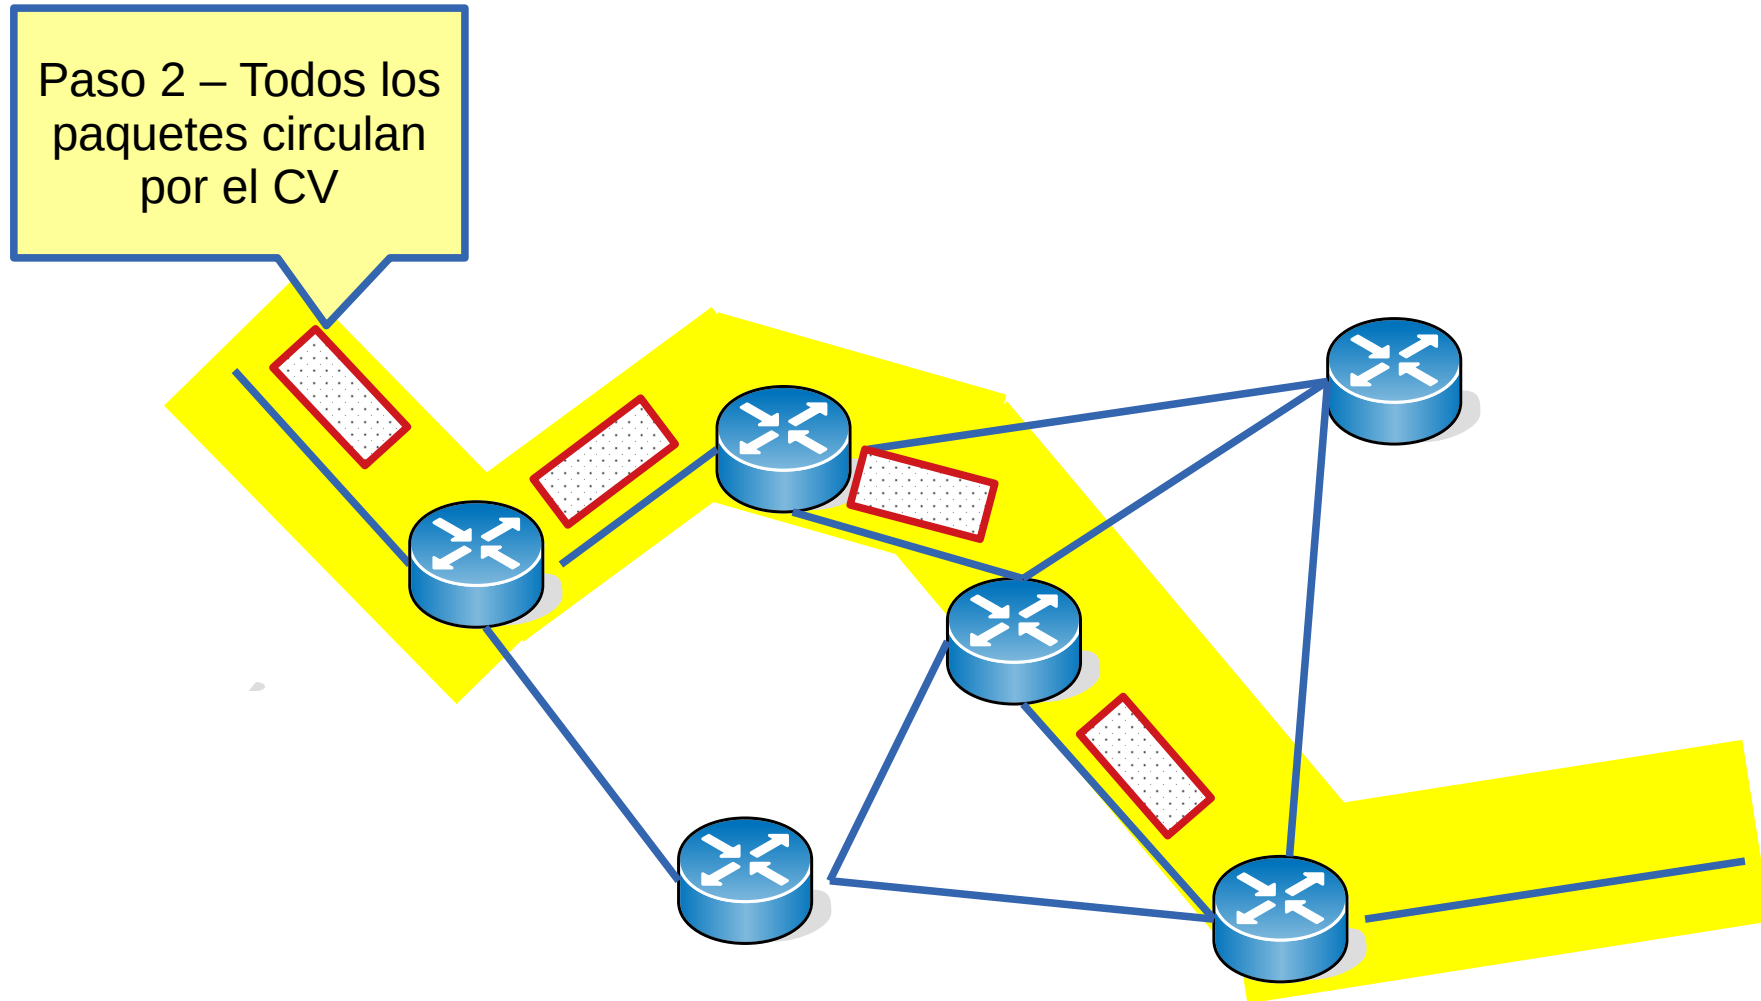 Paso 2 – Todos los
paquetes circulan
por el CV